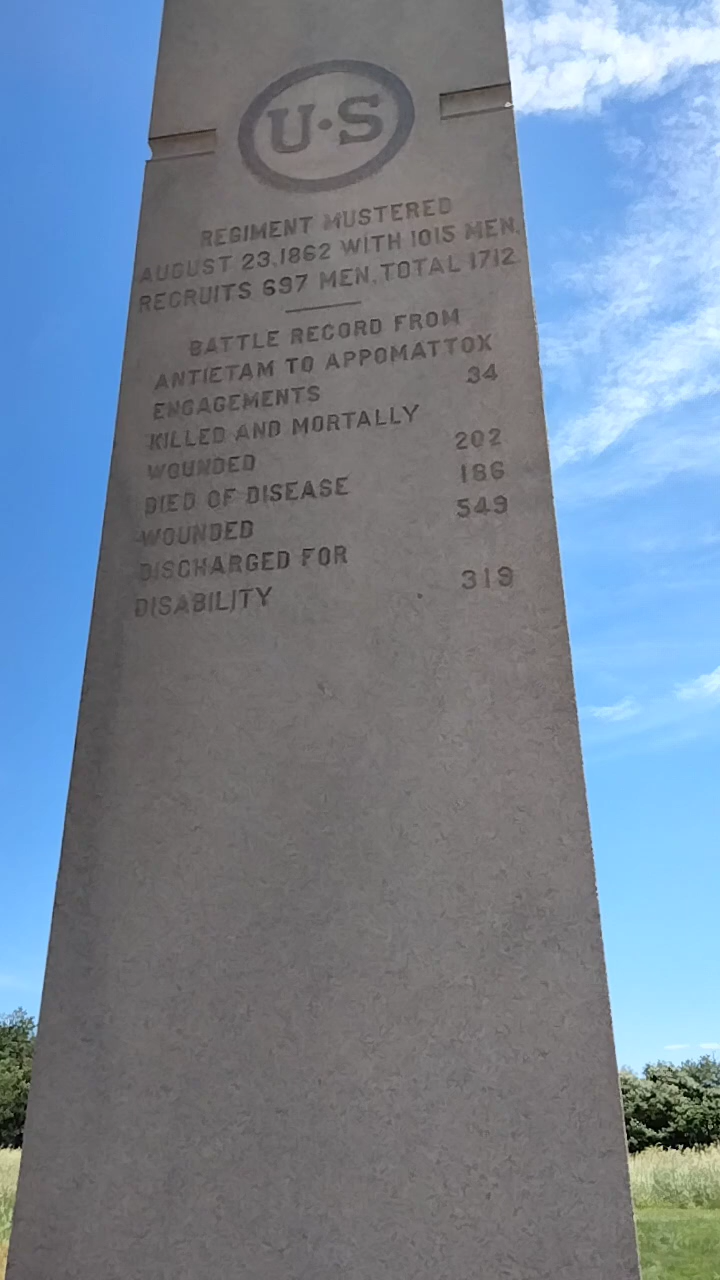 U·S
REGIMENT MUSTERED
AUGUST 23, 1862 WITH 1015 MEN.
RECRUITS 697 MEN. TOTAL 1712
BATTLE RECORD FROM
ANTIETAM TO APPOMATTOX
ENGAGEMENTS 34
KILLED AND MORTALLY
WOUNDED 202
DIED OF DISEASE 186
WOUNDED 549
DISCHARGED FOR
DISABILITY 319